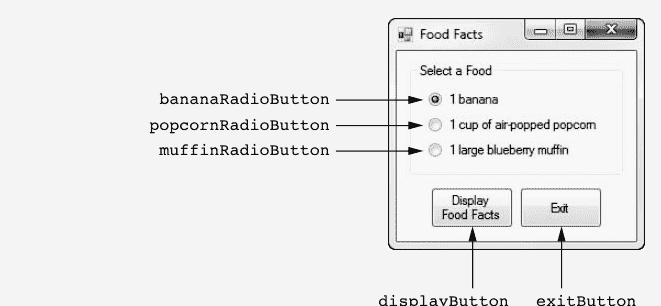 Food Facts
Select a Food
bananaRadioButton 1 banana
popcornRadioButton 1 cup of air-popped popcorn
muffinRadioButton 1 large blueberry muffin
Display
Food Facts
Exit
displayButton exitButton